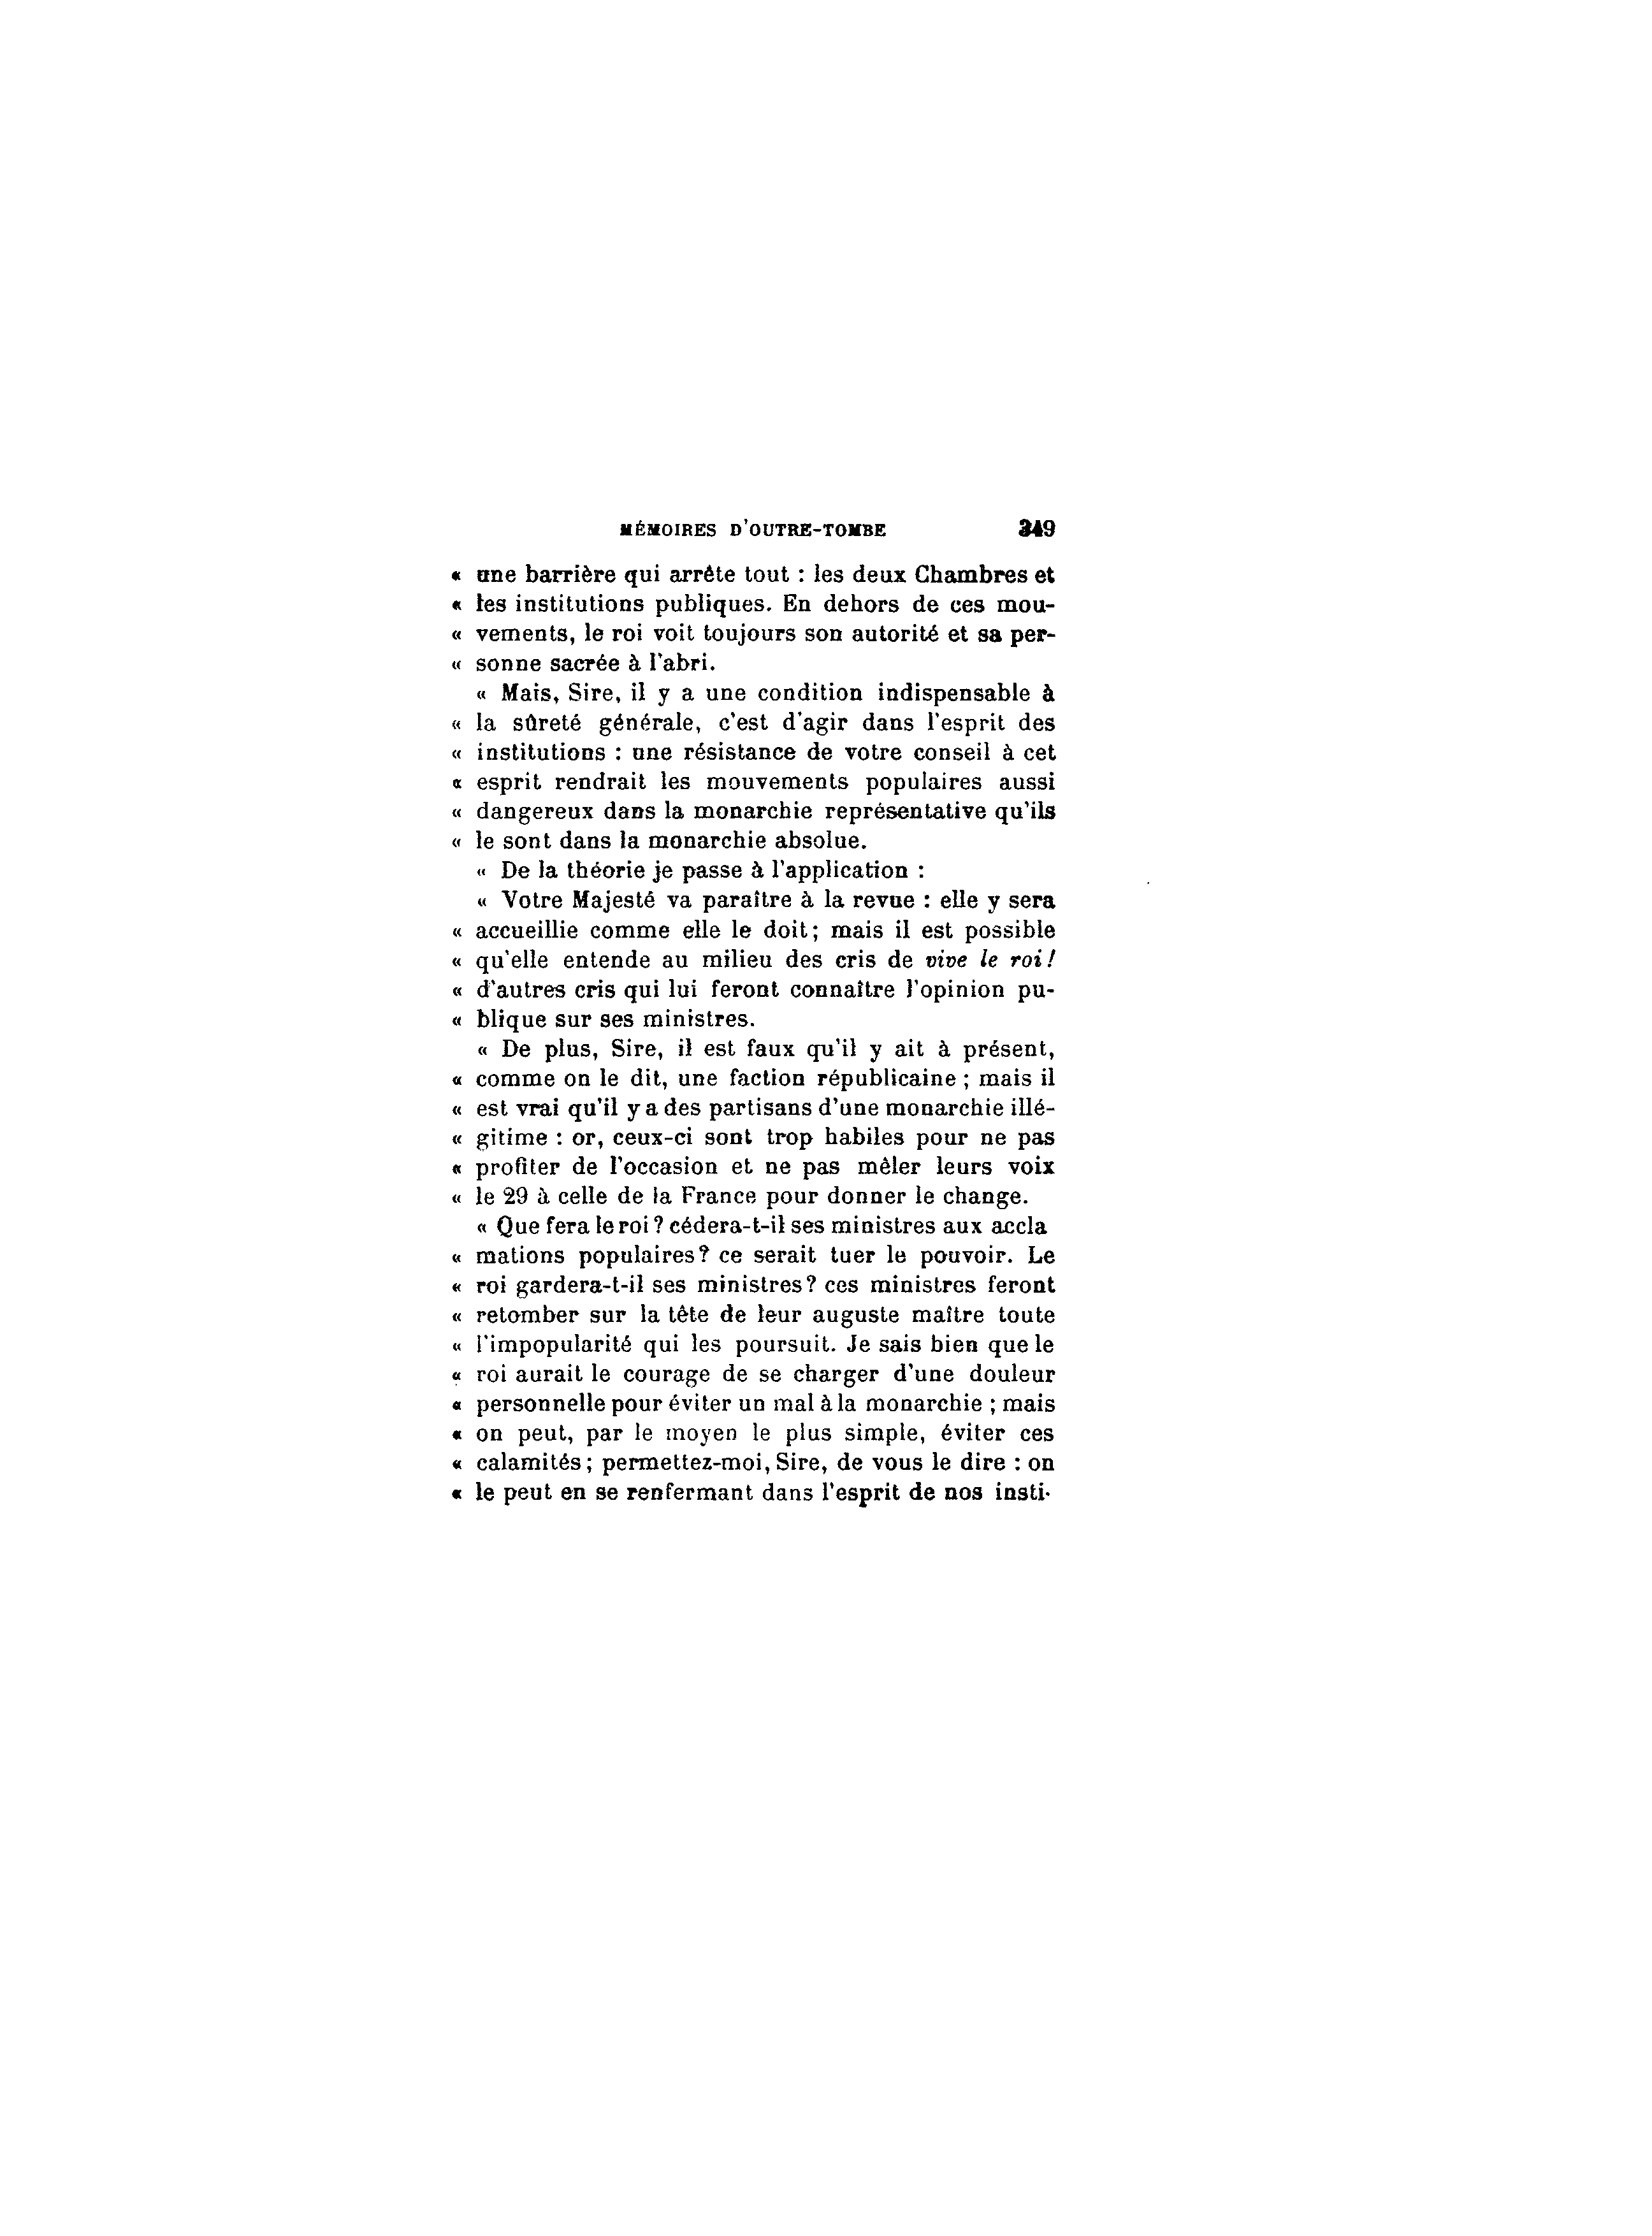 MÉMOIRES D'OUTRE-TOMBE 349
« une barrière qui arrête tout : les deux Chambres et
« les institutions publiques. En dehors de ces mou-
« vements, le roi voit toujours son autorité et sa per-
« sonne sacrée à l'abri.
« Mais, Sire, il y a une condition indispensable à
« la sûreté générale, c'est d'agir dans l'esprit des
« institutions : une résistance de votre conseil à cet
« esprit rendrait les mouvements populaires aussi
« dangereux dans la monarchie représentative qu'ils
« le sont dans la monarchie absolue.
« De la théorie je passe à l'application :
« Votre Majesté va paraître à la revue : elle y sera
« accueillie comme elle le doit; mais il est possible
« qu'elle entende au milieu des cris de vive le roi!
« d'autres cris qui lui feront connaître l'opinion pu-
« blique sur ses ministres.
« De plus, Sire, il est faux qu'il y ait à présent,
« comme on le dit, une faction républicaine ; mais il
« est vrai qu'il y a des partisans d'une monarchie illé-
« gitime : or, ceux-ci sont trop habiles pour ne pas
« profiter de l'occasion et ne pas mêler leurs voix
« le 29 à celle de la France pour donner le change.
« Que fera le roi ? cédera-t-il ses ministres aux accla
« mations populaires? ce serait tuer le pouvoir. Le
« roi gardera-t-il ses ministres? ces ministres feront
« retomber sur la tête de leur auguste maître toute
« l'impopularité qui les poursuit. Je sais bien que le
« roi aurait le courage de se charger d'une douleur
« personnelle pour éviter un mal à la monarchie ; mais
« on peut, par le moyen le plus simple, éviter ces
« calamités; permettez-moi, Sire, de vous le dire : on
« le peut en se renfermant dans l'esprit de nos insti-